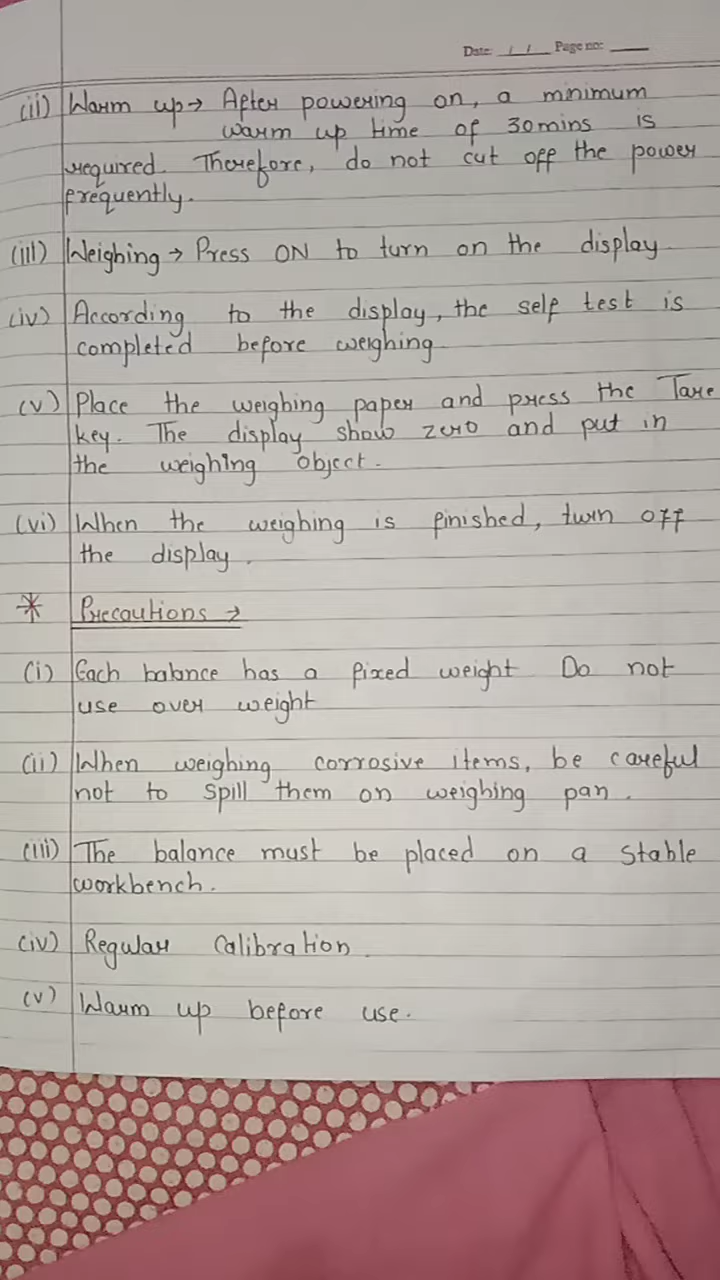 Date: / / Page no:
(ii) Warm up → After powering on, a minimum
warm up time of 30mins is
required. Therefore, do not cut off the power
frequently.
(iii) Weighing → Press ON to turn on the display
(iv) According to the display, the self test is
completed before weighing
(v) Place the weighing paper and press the Tare
key. The display show zero and put in
the weighing object.
(vi) When the weighing is finished, turn off
the display.
* Precautions →
(i) Each balance has a fixed weight Do not
use over weight
(ii) When weighing corrosive items, be careful
not to spill them on weighing pan.
(iii) The balance must be placed on a stable
workbench.
(iv) Regular Calibration.
(v) Warm up before use.